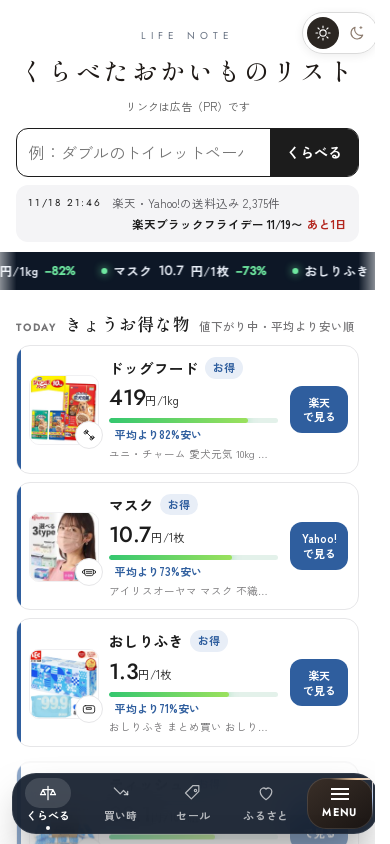 LIFE NOTE
くらべたおかいものリスト
リンクは広告（PR）です
例：ダブルのトイレットペーパ
くらべる
11/18 21:46 楽天・Yahoo!の送料込み 2,375件
楽天ブラックフライデー 11/19〜 あと1日
円/1kg −82% マスク 10.7 円/1枚 −73% おしりふき
TODAY きょうお得な物 値下がり中・平均より安い順
ドッグフード お得
419円/1kg
平均より82%安い
ユニ・チャーム 愛犬元気 10kg ...
楽天
で見る
マスク お得
10.7円/1枚
平均より73%安い
アイリスオーヤマ マスク 不織...
Yahoo!
で見る
おしりふき お得
1.3円/1枚
平均より71%安い
おしりふき まとめ買い おしり...
楽天
で見る
くらべる
買い時
セール
ふるさと
MENU